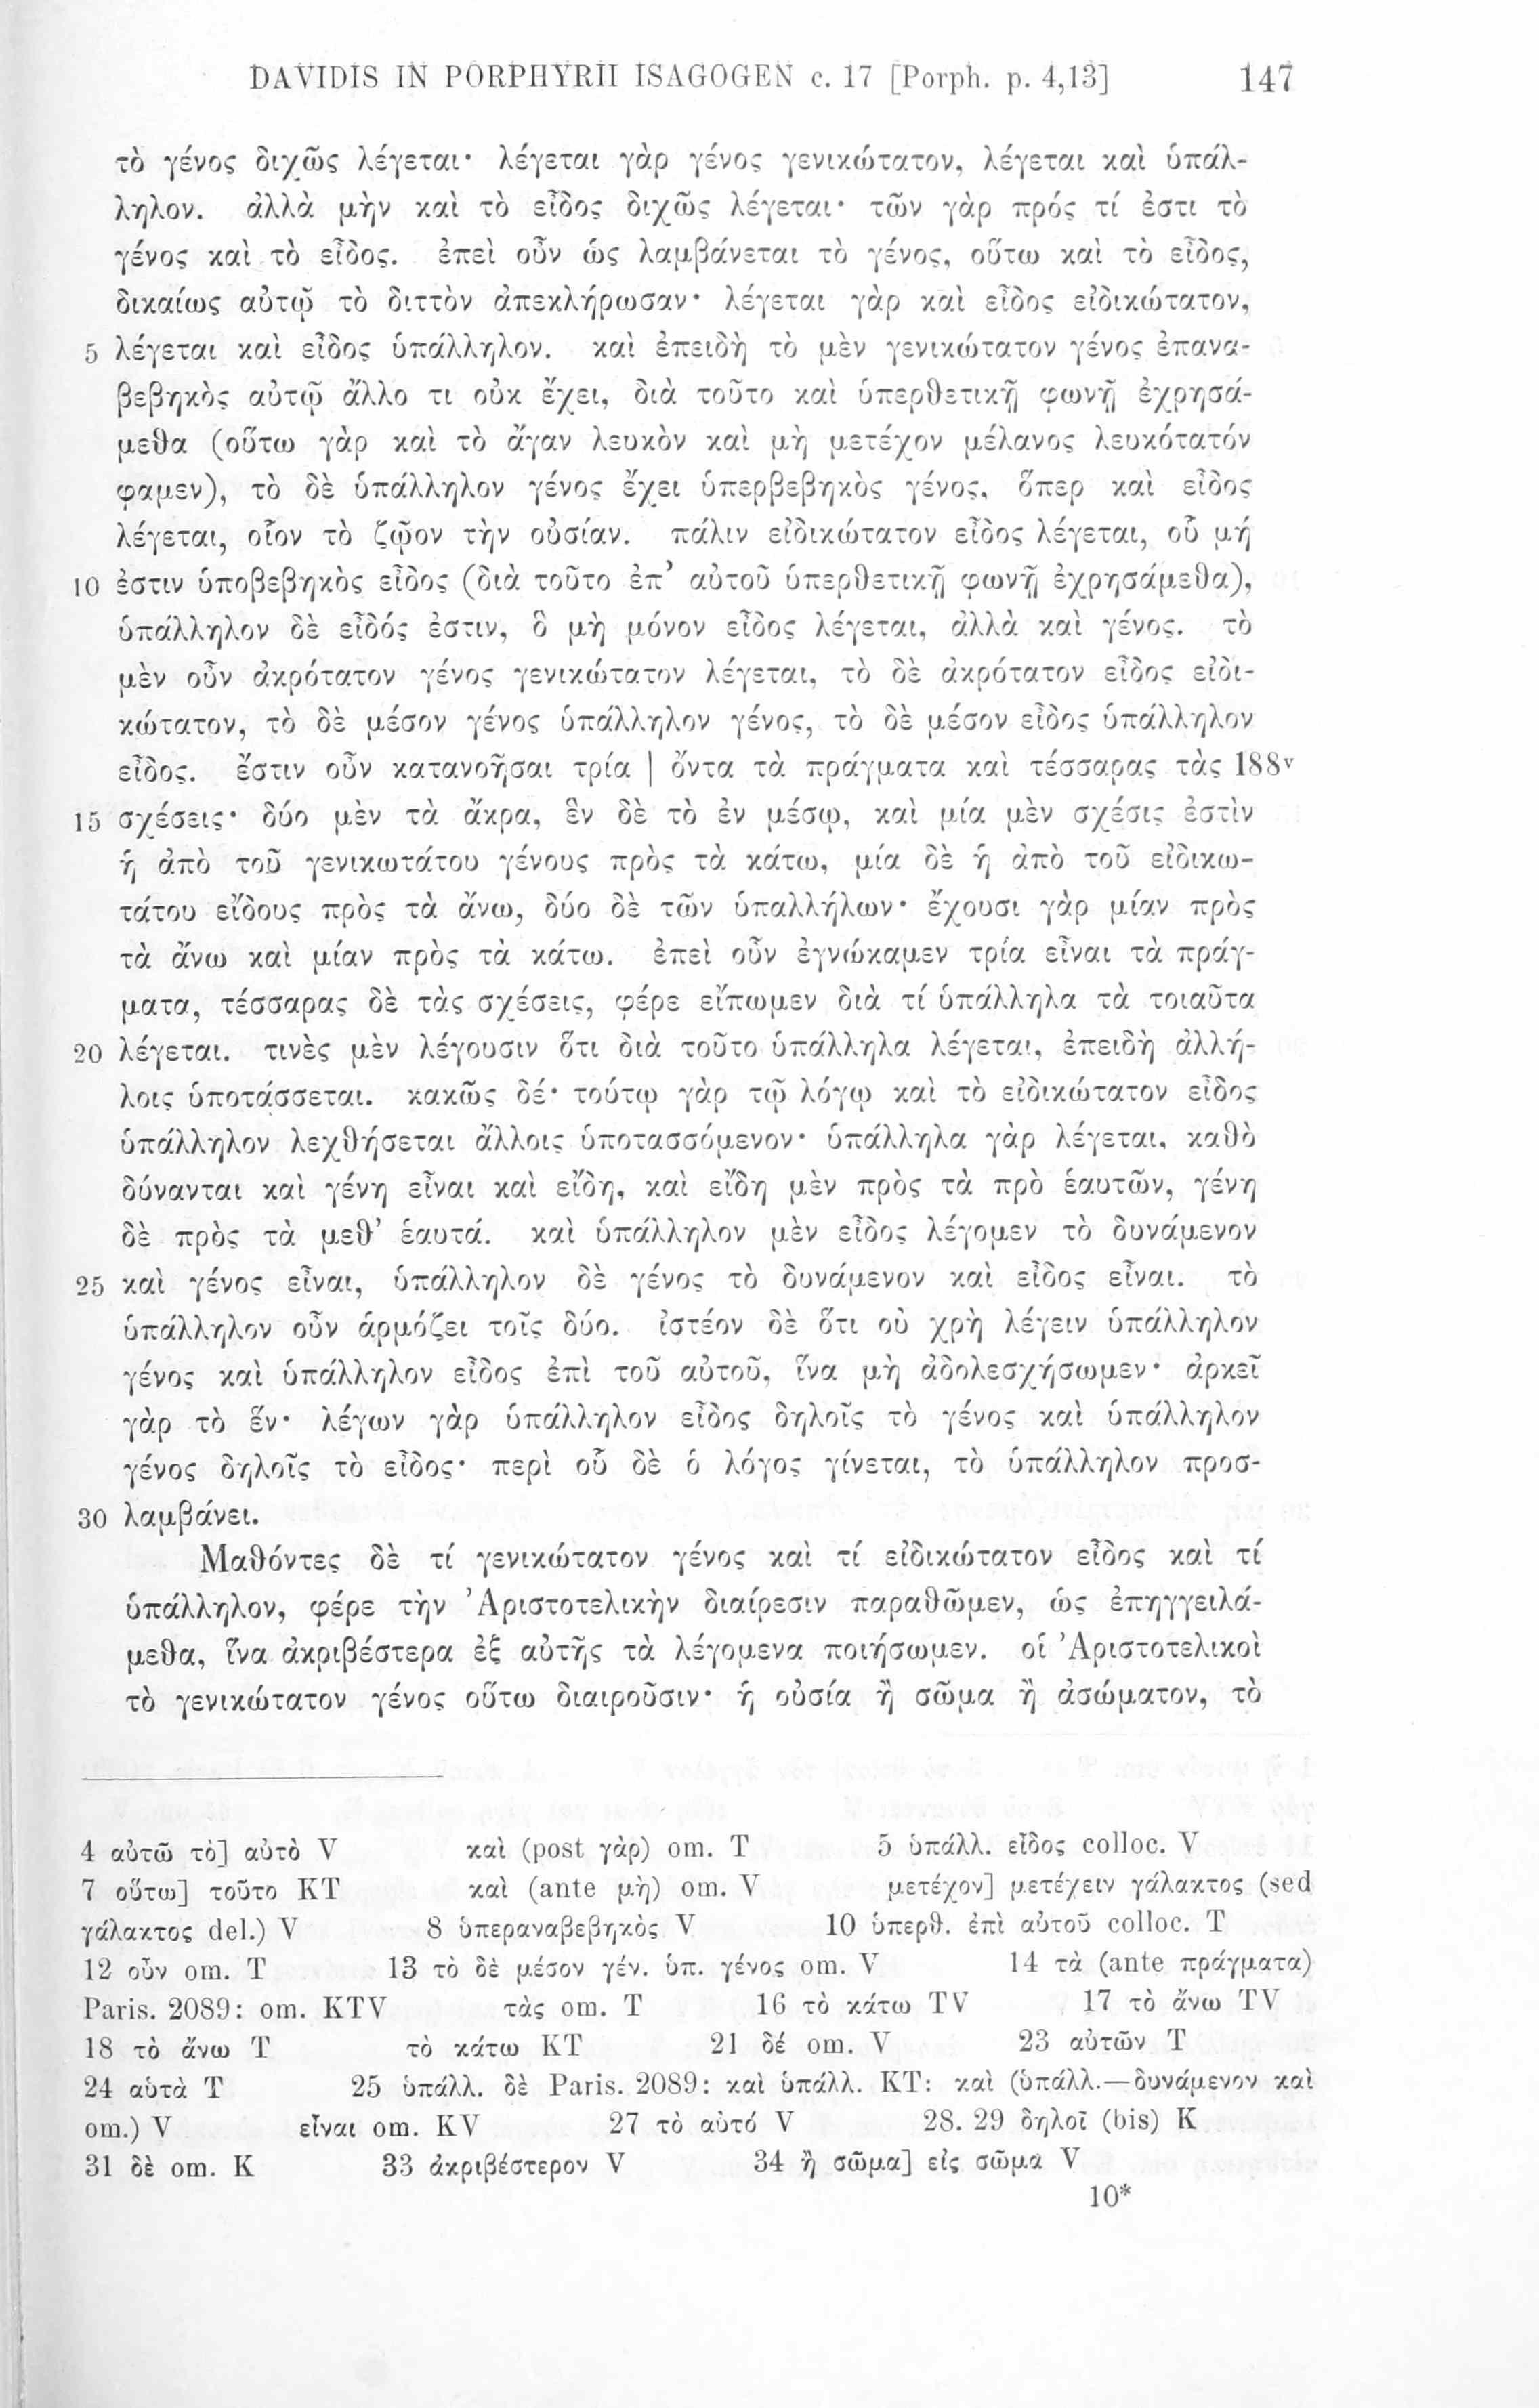 DAVIDIS IN PORPHYRII ISAGOGEN c. 17 [Porph. p. 4,13] 147
τὸ γένος διχῶς λέγεται· λέγεται γὰρ γένος γενικώτατον, λέγεται καὶ ὑπάλ-
ληλον. ἀλλὰ μὴν καὶ τὸ εἶδος διχῶς λέγεται· τῶν γὰρ πρός τί ἐστι τὸ
γένος καὶ τὸ εἶδος. ἐπεὶ οὖν ὡς λαμβάνεται τὸ γένος, οὕτω καὶ τὸ εἶδος,
δικαίως αὐτῷ τὸ διττὸν ἀπεκλήρωσαν· λέγεται γὰρ καὶ εἶδος εἰδικώτατον,
5 λέγεται καὶ εἶδος ὑπάλληλον. καὶ ἐπειδὴ τὸ μὲν γενικώτατον γένος ἐπανα-
βεβηκὸς αὐτῷ ἄλλο τι οὐκ ἔχει, διὰ τοῦτο καὶ ὑπερθετικῇ φωνῇ ἐχρησά-
μεθα (οὕτω γὰρ καὶ τὸ ἄγαν λευκὸν καὶ μὴ μετέχον μέλανος λευκότατόν
φαμεν), τὸ δὲ ὑπάλληλον γένος ἔχει ὑπερβεβηκὸς γένος, ὅπερ καὶ εἶδος
λέγεται, οἷον τὸ ζῷον τὴν οὐσίαν. πάλιν εἰδικώτατον εἶδος λέγεται, οὗ μή
10 ἐστιν ὑποβεβηκὸς εἶδος (διὰ τοῦτο ἐπ’ αὐτοῦ ὑπερθετικῇ φωνῇ ἐχρησάμεθα),
ὑπάλληλον δὲ εἶδός ἐστιν, ὃ μὴ μόνον εἶδος λέγεται, ἀλλὰ καὶ γένος. τὸ
μὲν οὖν ἀκρότατον γένος γενικώτατον λέγεται, τὸ δὲ ἀκρότατον εἶδος εἰδι-
κώτατον, τὸ δὲ μέσον γένος ὑπάλληλον γένος, τὸ δὲ μέσον εἶδος ὑπάλληλον
εἶδος. ἔστιν οὖν κατανοῆσαι τρία | ὄντα τὰ πράγματα καὶ τέσσαρας τὰς 188v
15 σχέσεις· δύο μὲν τὰ ἄκρα, ἓν δὲ τὸ ἐν μέσῳ, καὶ μία μὲν σχέσις ἐστὶν
ἡ ἀπὸ τοῦ γενικωτάτου γένους πρὸς τὰ κάτω, μία δὲ ἡ ἀπὸ τοῦ εἰδικω-
τάτου εἴδους πρὸς τὰ ἄνω, δύο δὲ τῶν ὑπαλλήλων· ἔχουσι γὰρ μίαν πρὸς
τὰ ἄνω καὶ μίαν πρὸς τὰ κάτω. ἐπεὶ οὖν ἐγνώκαμεν τρία εἶναι τὰ πράγ-
ματα, τέσσαρας δὲ τὰς σχέσεις, φέρε εἴπωμεν διὰ τί ὑπάλληλα τὰ τοιαῦτα
20 λέγεται. τινὲς μὲν λέγουσιν ὅτι διὰ τοῦτο ὑπάλληλα λέγεται, ἐπειδὴ ἀλλή-
λοις ὑποτάσσεται. κακῶς δέ· τούτῳ γὰρ τῷ λόγῳ καὶ τὸ εἰδικώτατον εἶδος
ὑπάλληλον λεχθήσεται ἄλλοις ὑποτασσόμενον· ὑπάλληλα γὰρ λέγεται, καθὸ
δύνανται καὶ γένη εἶναι καὶ εἴδη, καὶ εἴδη μὲν πρὸς τὰ πρὸ ἑαυτῶν, γένη
δὲ πρὸς τὰ μεθ’ ἑαυτά. καὶ ὑπάλληλον μὲν εἶδος λέγομεν τὸ δυνάμενον
25 καὶ γένος εἶναι, ὑπάλληλον δὲ γένος τὸ δυνάμενον καὶ εἶδος εἶναι. τὸ
ὑπάλληλον οὖν ἁρμόζει τοῖς δύο. ἰστέον δὲ ὅτι οὐ χρὴ λέγειν ὑπάλληλον
γένος καὶ ὑπάλληλον εἶδος ἐπὶ τοῦ αὐτοῦ, ἵνα μὴ ἀδολεσχήσωμεν· ἀρκεῖ
γὰρ τὸ ἕν· λέγων γὰρ ὑπάλληλον εἶδος δηλοῖς τὸ γένος καὶ ὑπάλληλον
γένος δηλοῖς τὸ εἶδος· περὶ οὗ δὲ ὁ λόγος γίνεται, τὸ ὑπάλληλον προσ-
30 λαμβάνει.
Μαθόντες δὲ τί γενικώτατον γένος καὶ τί εἰδικώτατον εἶδος καὶ τί
ὑπάλληλον, φέρε τὴν Ἀριστοτελικὴν διαίρεσιν παραθῶμεν, ὡς ἐπηγγειλά-
μεθα, ἵνα ἀκριβέστερα ἐξ αὐτῆς τὰ λέγομενα ποιήσωμεν. οἱ Ἀριστοτελικοὶ
τὸ γενικώτατον γένος οὕτω διαιροῦσιν· ἡ οὐσία ἢ σῶμα ἢ ἀσώματον, τὸ
4 αὐτῶ τὸ] αὐτὸ V καὶ (post γὰρ) om. T 5 ὑπάλλ. εἶδος colloc. V
7 οὕτω] τοῦτο KT καὶ (ante μὴ) om. V μετέχον] μετέχειν γάλακτος (sed
γάλακτος del.) V 8 ὑπεραναβεβηκὸς V 10 ὑπερθ. ἐπὶ αὐτοῦ colloc. T
12 οὖν om. T 13 τὸ δὲ μέσον γέν. ὑπ. γένος om. V 14 τὰ (ante πράγματα)
Paris. 2089: om. KTV τὰς om. T 16 τὸ κάτω TV 17 τὸ ἄνω TV
18 τὸ ἄνω T τὸ κάτω KT 21 δέ om. V 23 αὐτῶν T
24 αὑτὰ T 25 ὑπάλλ. δὲ Paris. 2089: καὶ ὑπάλλ. KT: καὶ (ὑπάλλ.—δυνάμενον καὶ
om.) V εἶναι om. KV 27 τὸ αὐτό V 28. 29 δηλοῖ (bis) K
31 δὲ om. K 33 ἀκριβέστερον V 34 ἢ σῶμα] εἰς σῶμα V
10*